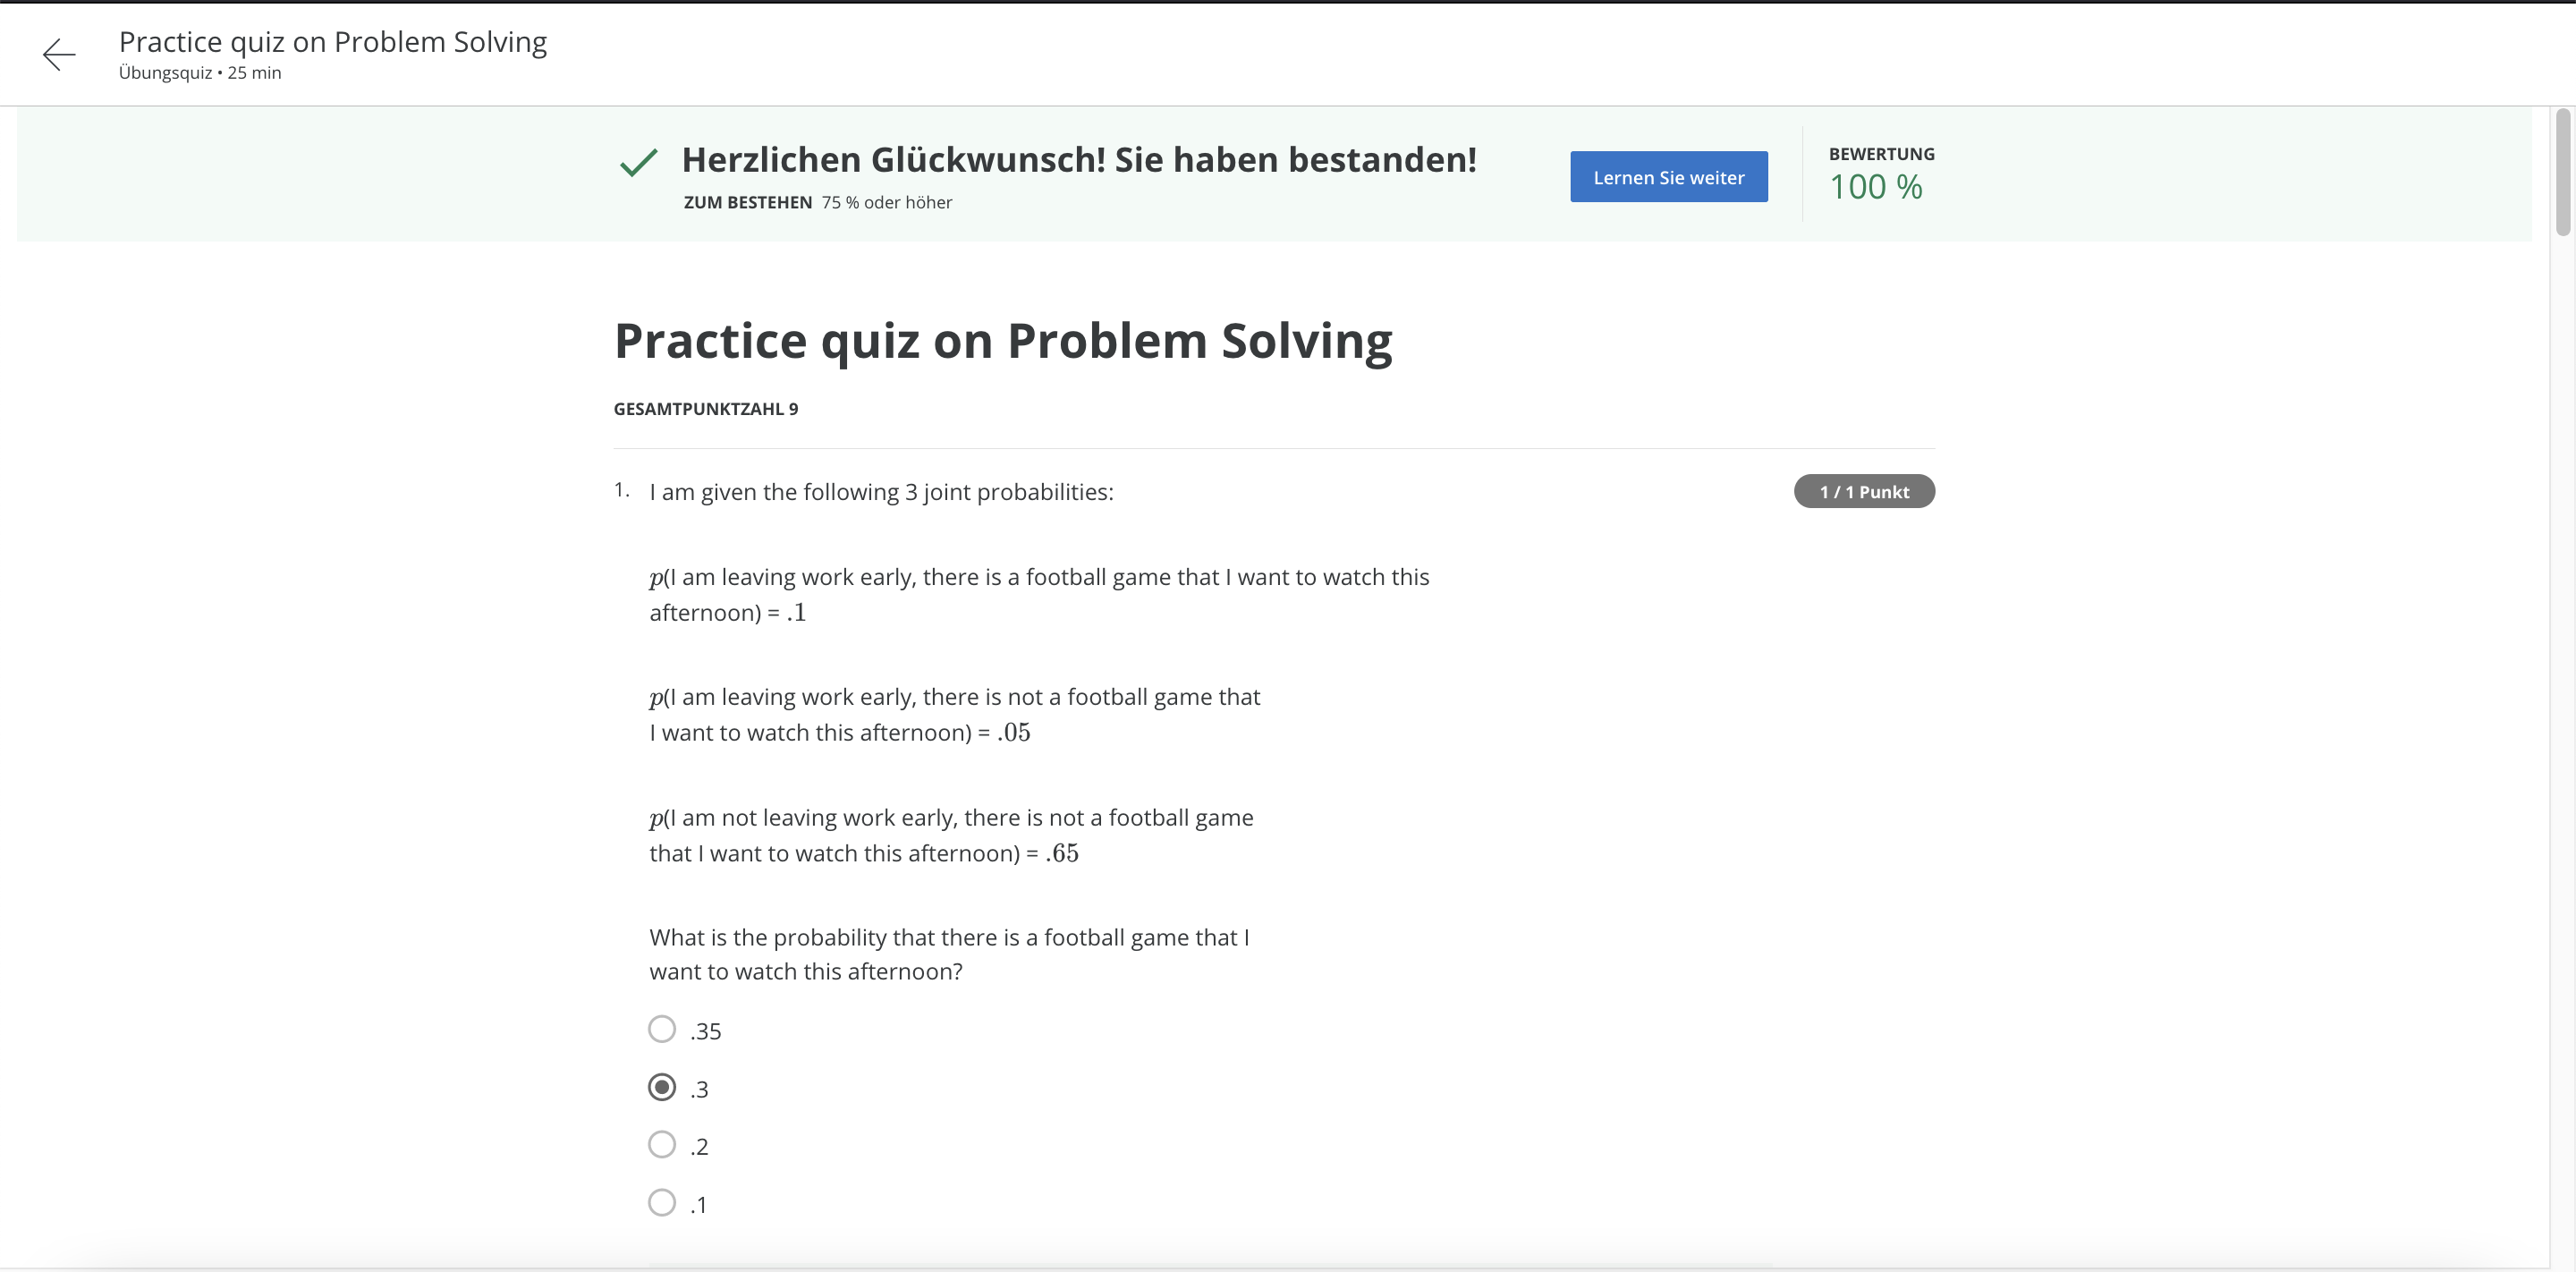 Practice quiz on Problem Solving
Übungsquiz • 25 min
Herzlichen Glückwunsch! Sie haben bestanden!
ZUM BESTEHEN 75 % oder höher
Lernen Sie weiter
BEWERTUNG
100 %
Practice quiz on Problem Solving
GESAMTPUNKTZAHL 9
1. I am given the following 3 joint probabilities:
1 / 1 Punkt
p(I am leaving work early, there is a football game that I want to watch this
afternoon) = .1
p(I am leaving work early, there is not a football game that
I want to watch this afternoon) = .05
p(I am not leaving work early, there is not a football game
that I want to watch this afternoon) = .65
What is the probability that there is a football game that I
want to watch this afternoon?
.35
.3
.2
.1